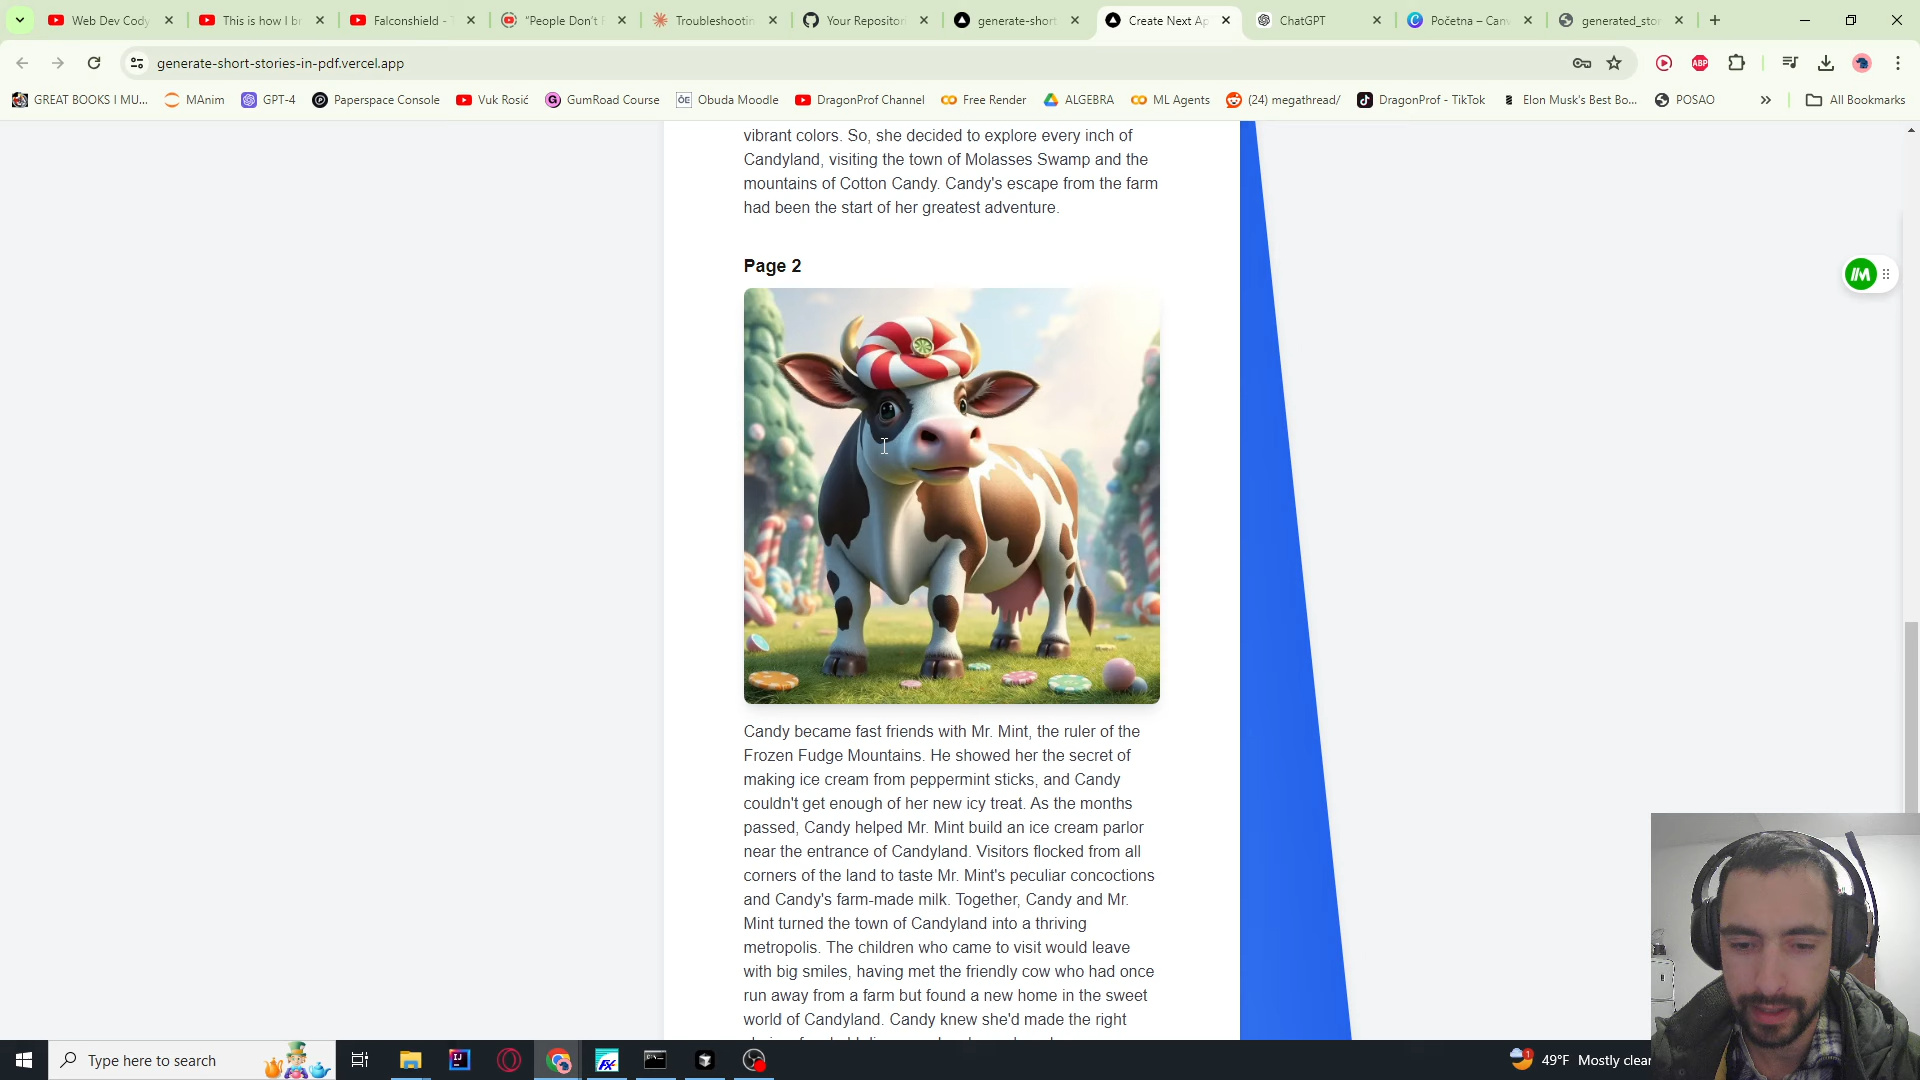 Web Dev Cody
This is how I b
Falconshield - T
"People Don't F
Troubleshootin
Your Repositori
generate-short
Create Next Ap
ChatGPT
Početna – Can
generated_stor
generate-short-stories-in-pdf.vercel.app
ABP
GREAT BOOKS I MU...
MAnim
GPT-4
Paperspace Console
Vuk Rosić
GumRoad Course
OE
Obuda Moodle
DragonProf Channel
Free Render
ALGEBRA
ML Agents
(24) megathread/
DragonProf - TikTok
Elon Musk's Best Bo...
POSAO
All Bookmarks
vibrant colors. So, she decided to explore every inch of
Candyland, visiting the town of Molasses Swamp and the
mountains of Cotton Candy. Candy's escape from the farm
had been the start of her greatest adventure.
Page 2
Candy became fast friends with Mr. Mint, the ruler of the
Frozen Fudge Mountains. He showed her the secret of
making ice cream from peppermint sticks, and Candy
couldn't get enough of her new icy treat. As the months
passed, Candy helped Mr. Mint build an ice cream parlor
near the entrance of Candyland. Visitors flocked from all
corners of the land to taste Mr. Mint's peculiar concoctions
and Candy's farm-made milk. Together, Candy and Mr.
Mint turned the town of Candyland into a thriving
metropolis. The children who came to visit would leave
with big smiles, having met the friendly cow who had once
run away from a farm but found a new home in the sweet
world of Candyland. Candy knew she'd made the right
Type here to search
1
49°F Mostly clear